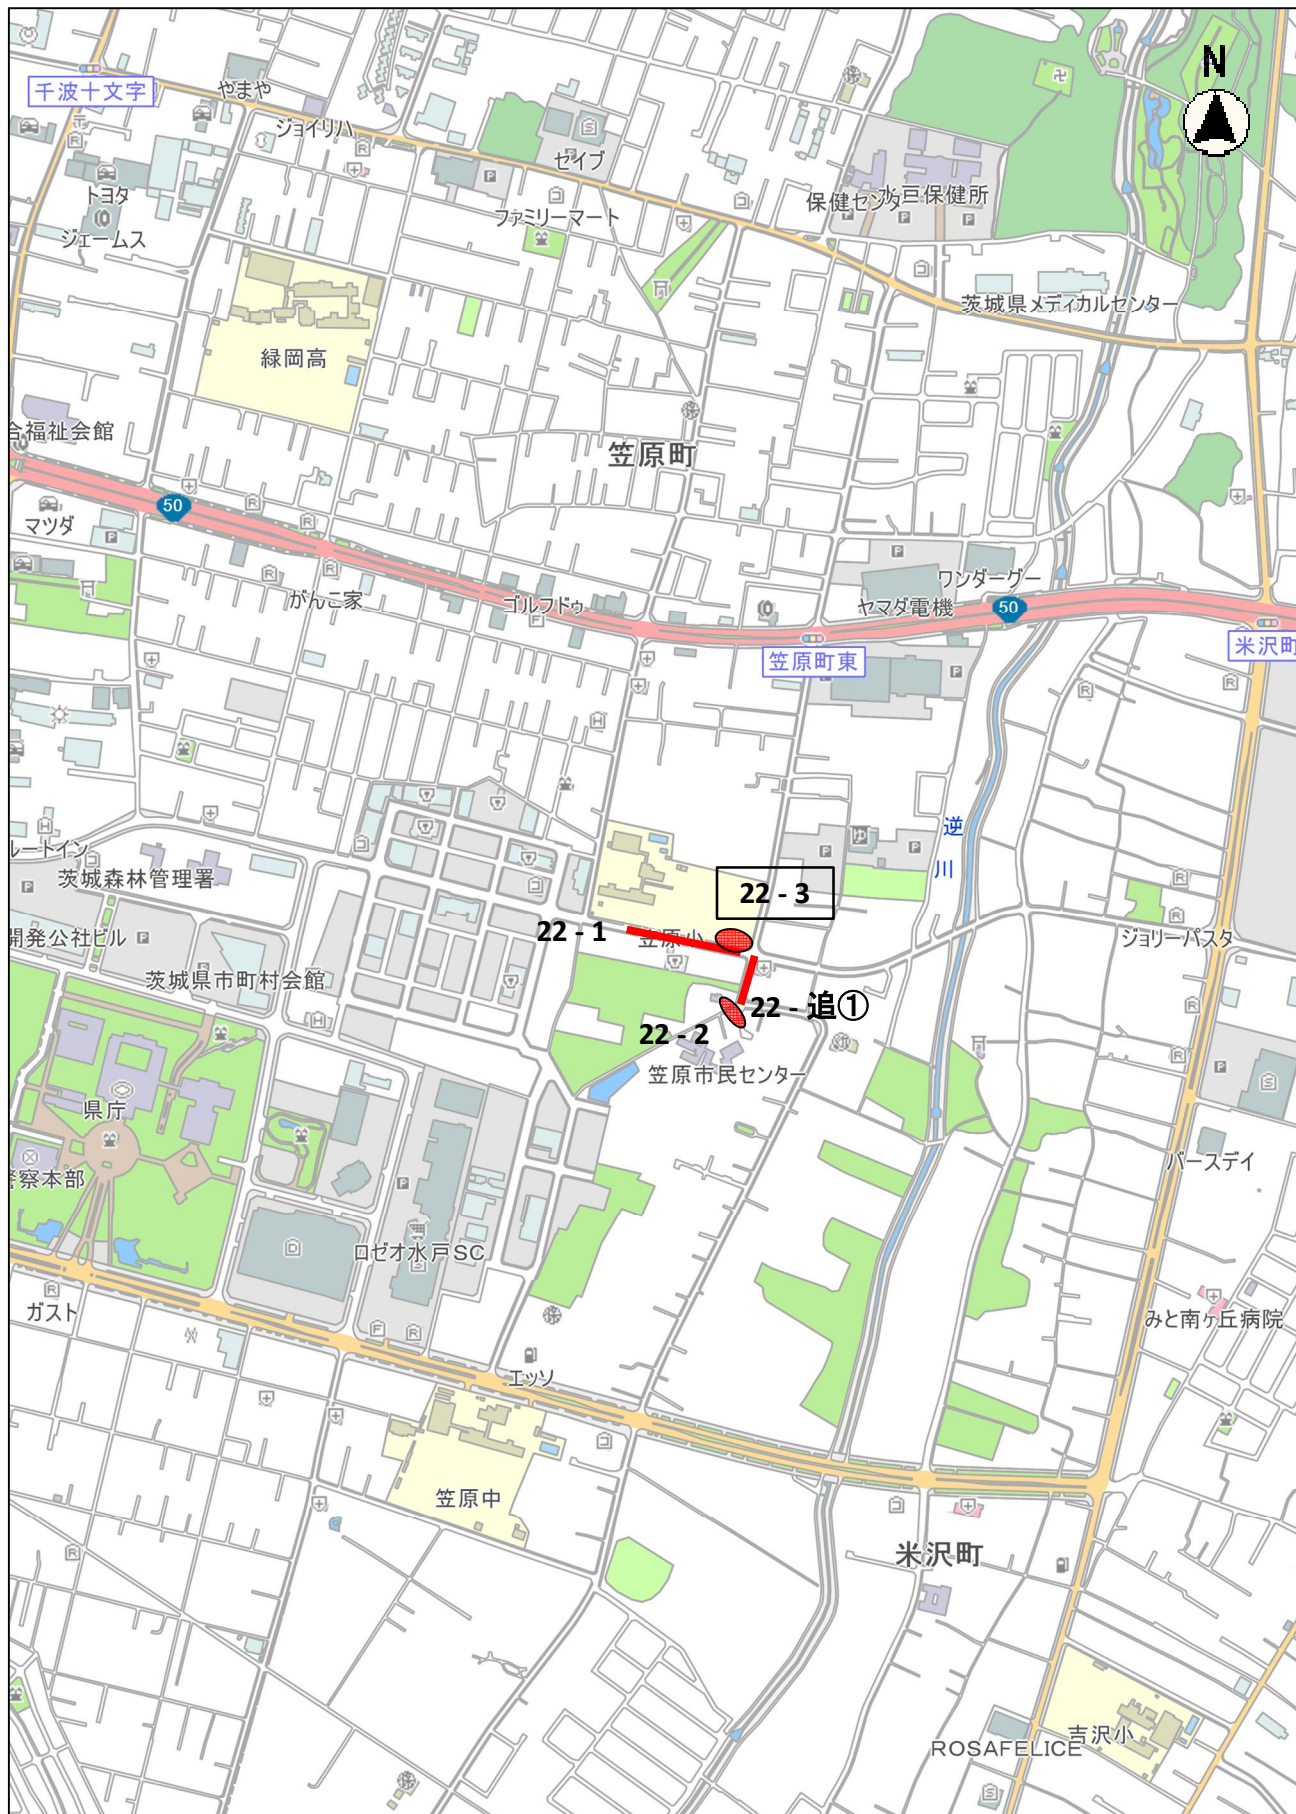 N
千波十文字
やまや
ジョイリハ
セイブ
トヨタ
ジェームス
ファミリーマート
保健センタ
水戸保健所
茨城県メディカルセンター
緑岡高
合福祉会館
笠原町
50
マツダ
がんこ家
ゴルフドゥ
ワンダーグー
ヤマダ電機
50
笠原町東
米沢町
逆
川
ルートイン
茨城森林管理署
22 - 3
22 - 1
笠原小
開発公社ビル
ジョリーパスタ
茨城県市町村会館
22 - 追①
22 - 2
笠原市民センター
県庁
警察本部
バースデイ
ロゼオ水戸SC
ガスト
みと南ヶ丘病院
エッソ
笠原中
米沢町
吉沢小
ROSAFELICE